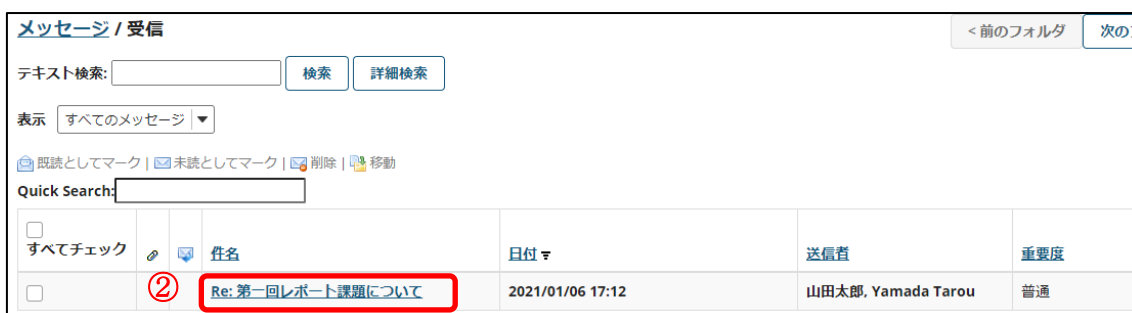 メッセージ / 受信
< 前のフォルダ 次の
テキスト検索: 検索 詳細検索
表示 すべてのメッセージ
既読としてマーク | 未読としてマーク | 削除 | 移動
Quick Search:
すべてチェック 件名 日付 送信者 重要度
② Re: 第一回レポート課題について 2021/01/06 17:12 山田太郎, Yamada Tarou 普通